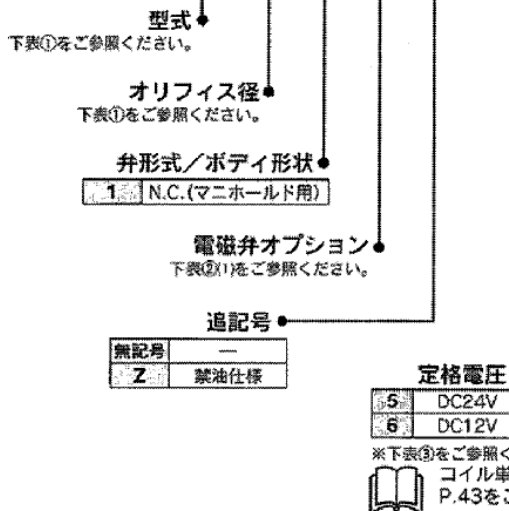 型式
下表①をご参照ください。
オリフィス径
下表①をご参照ください。
弁形式／ボディ形状
1 N.C.(マニホールド用)
電磁弁オプション
下表②(1)をご参照ください。
追記号
無記号 —
Z 禁油仕様
定格電圧
5 DC24V
6 DC12V
※下表③をご参照く
コイル単
P.43をご